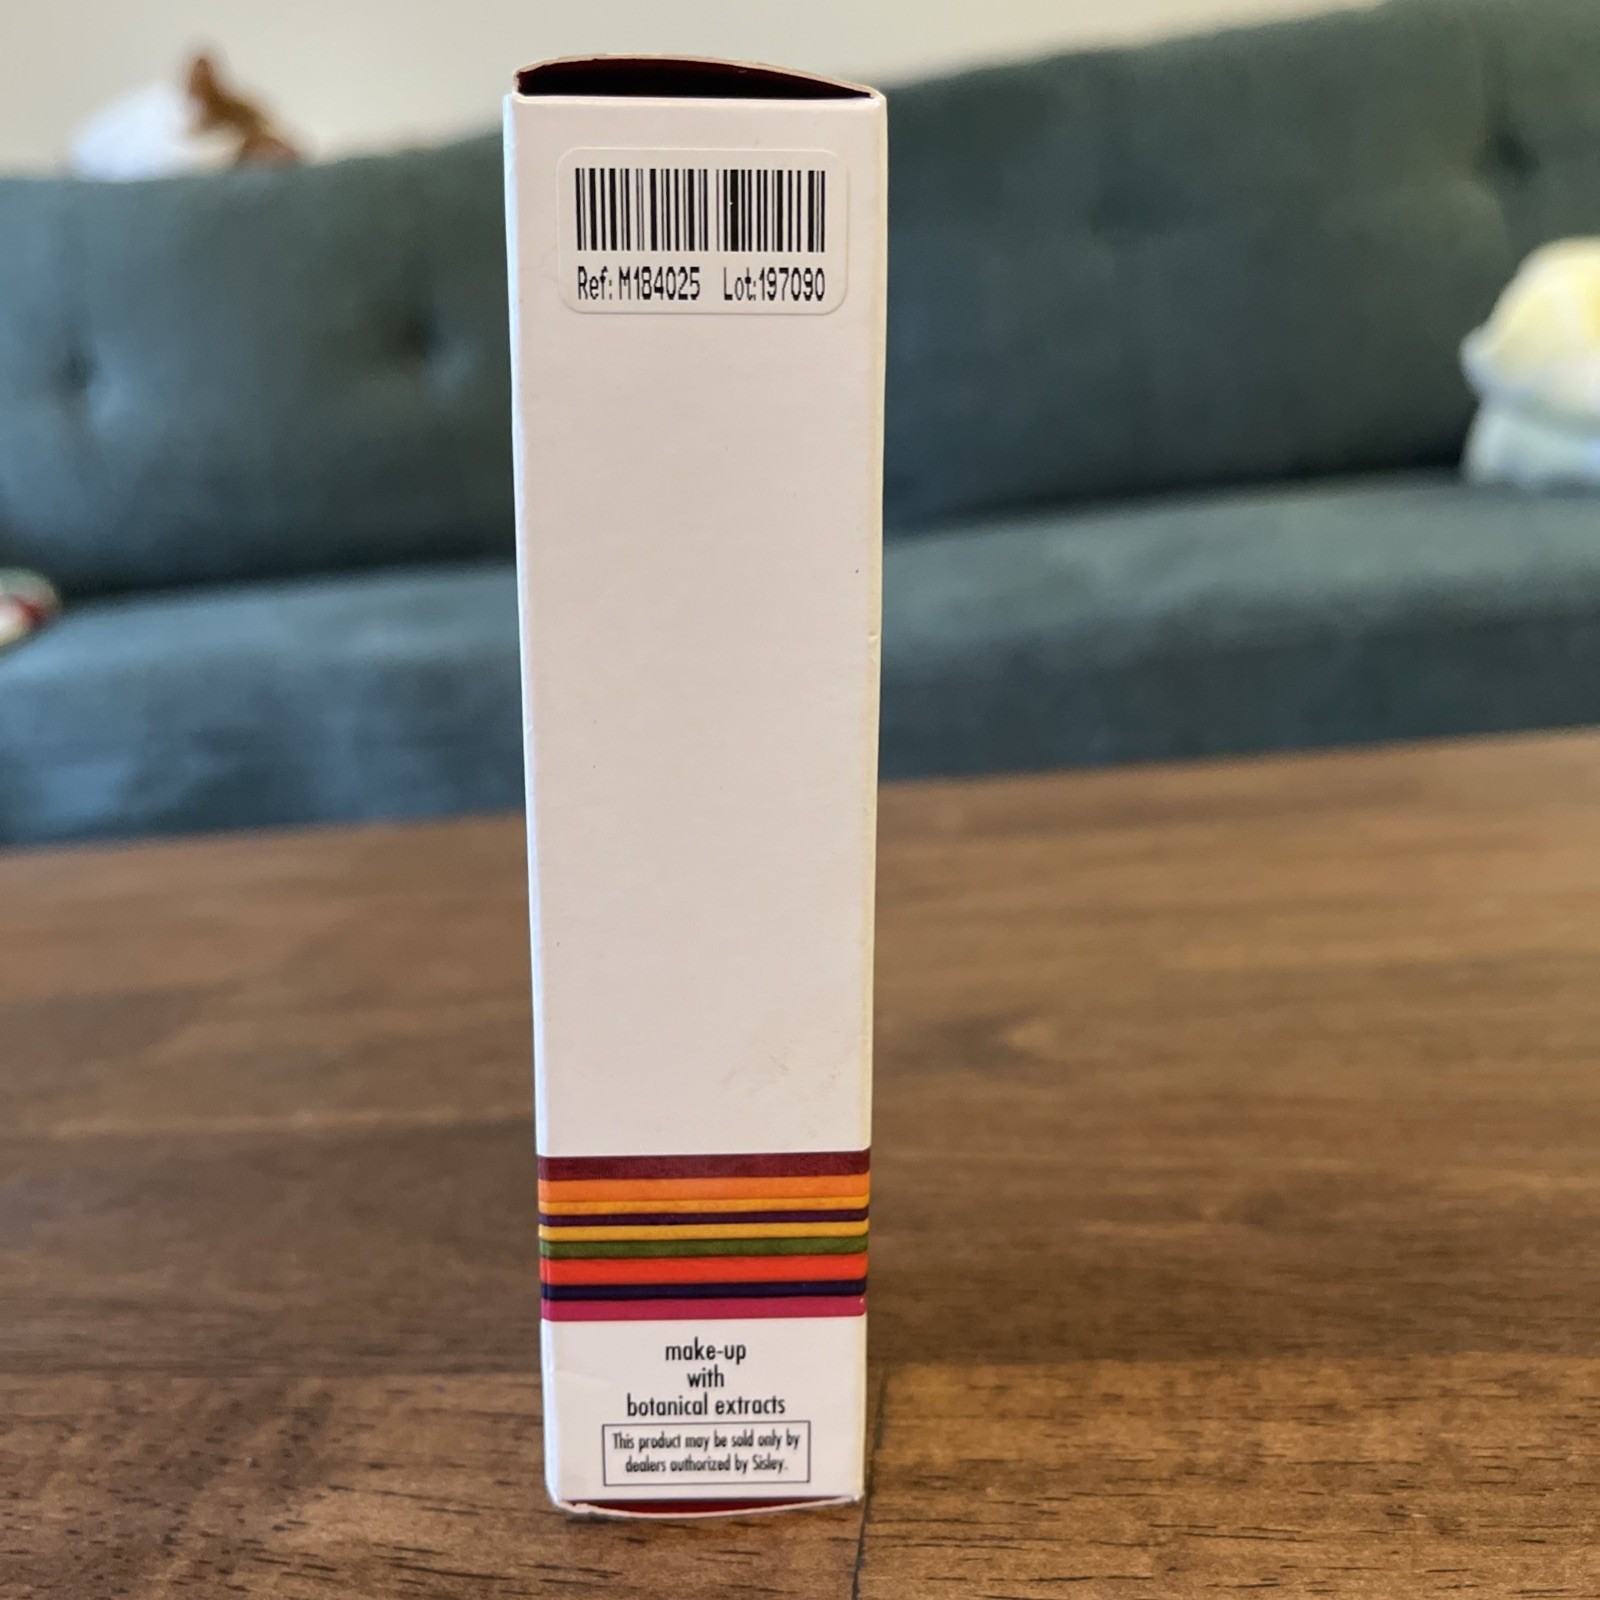 Ref: M184025 Lot:197090
make-up
with
botanical extracts
This product may be sold only by
dealers authorized by Sisley.